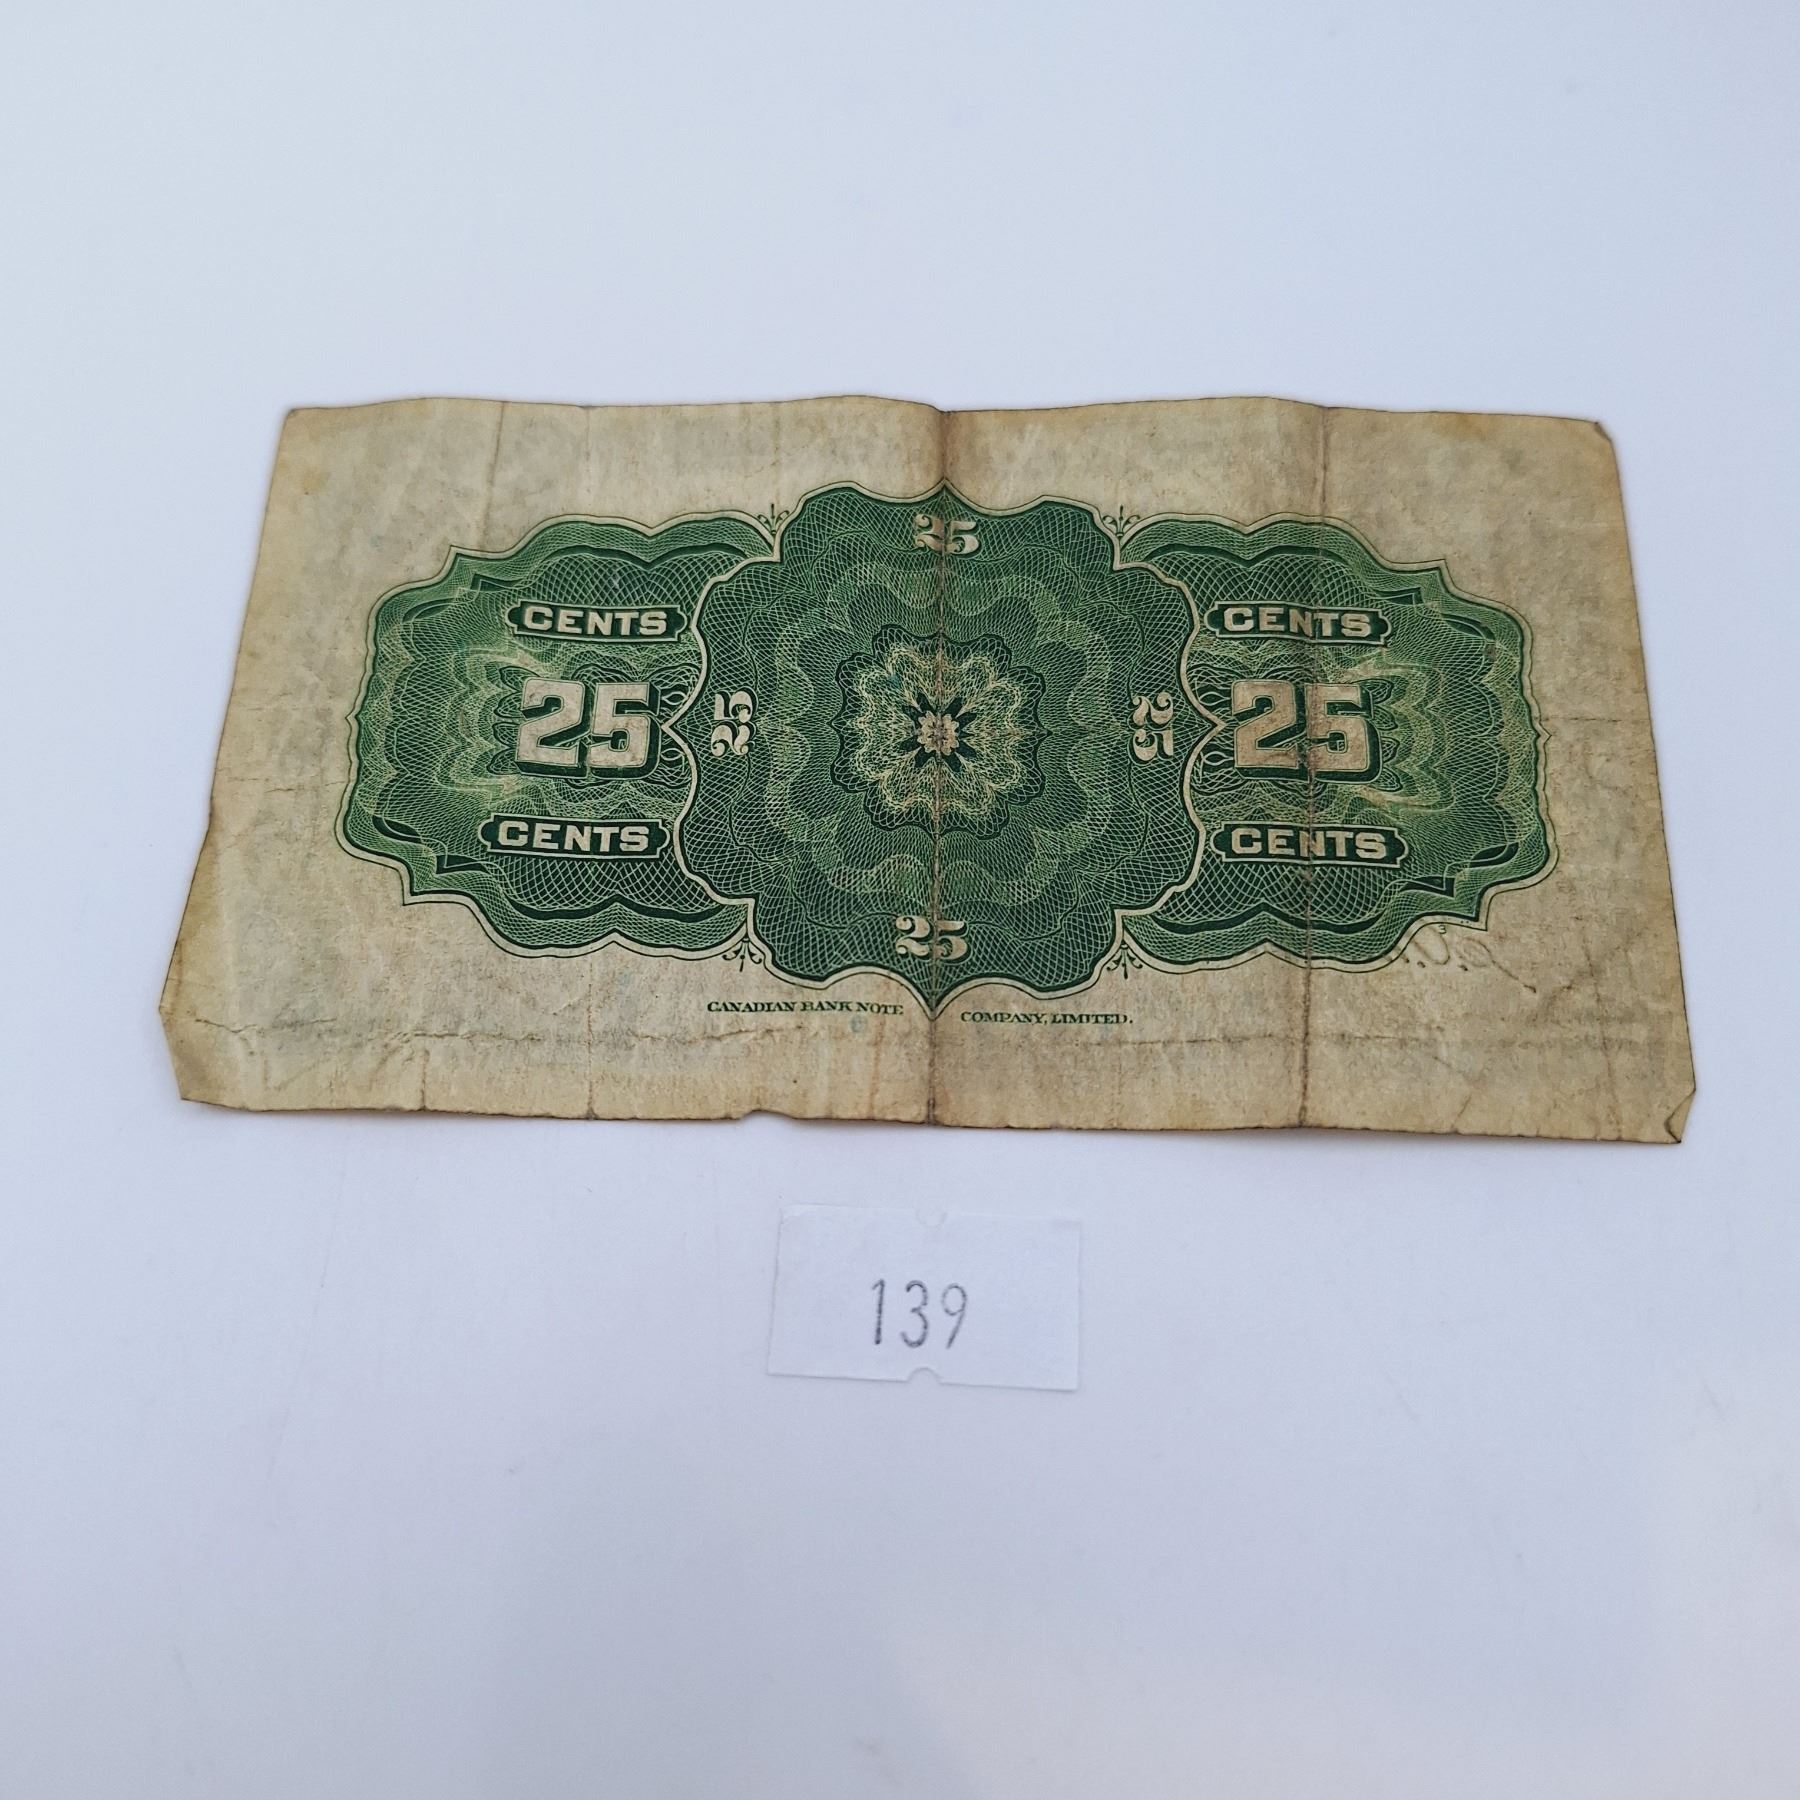 25
CENTS CENTS
25 25 25 25
CENTS CENTS
25
CANADIAN BANK NOTE COMPANY, LIMITED.
139